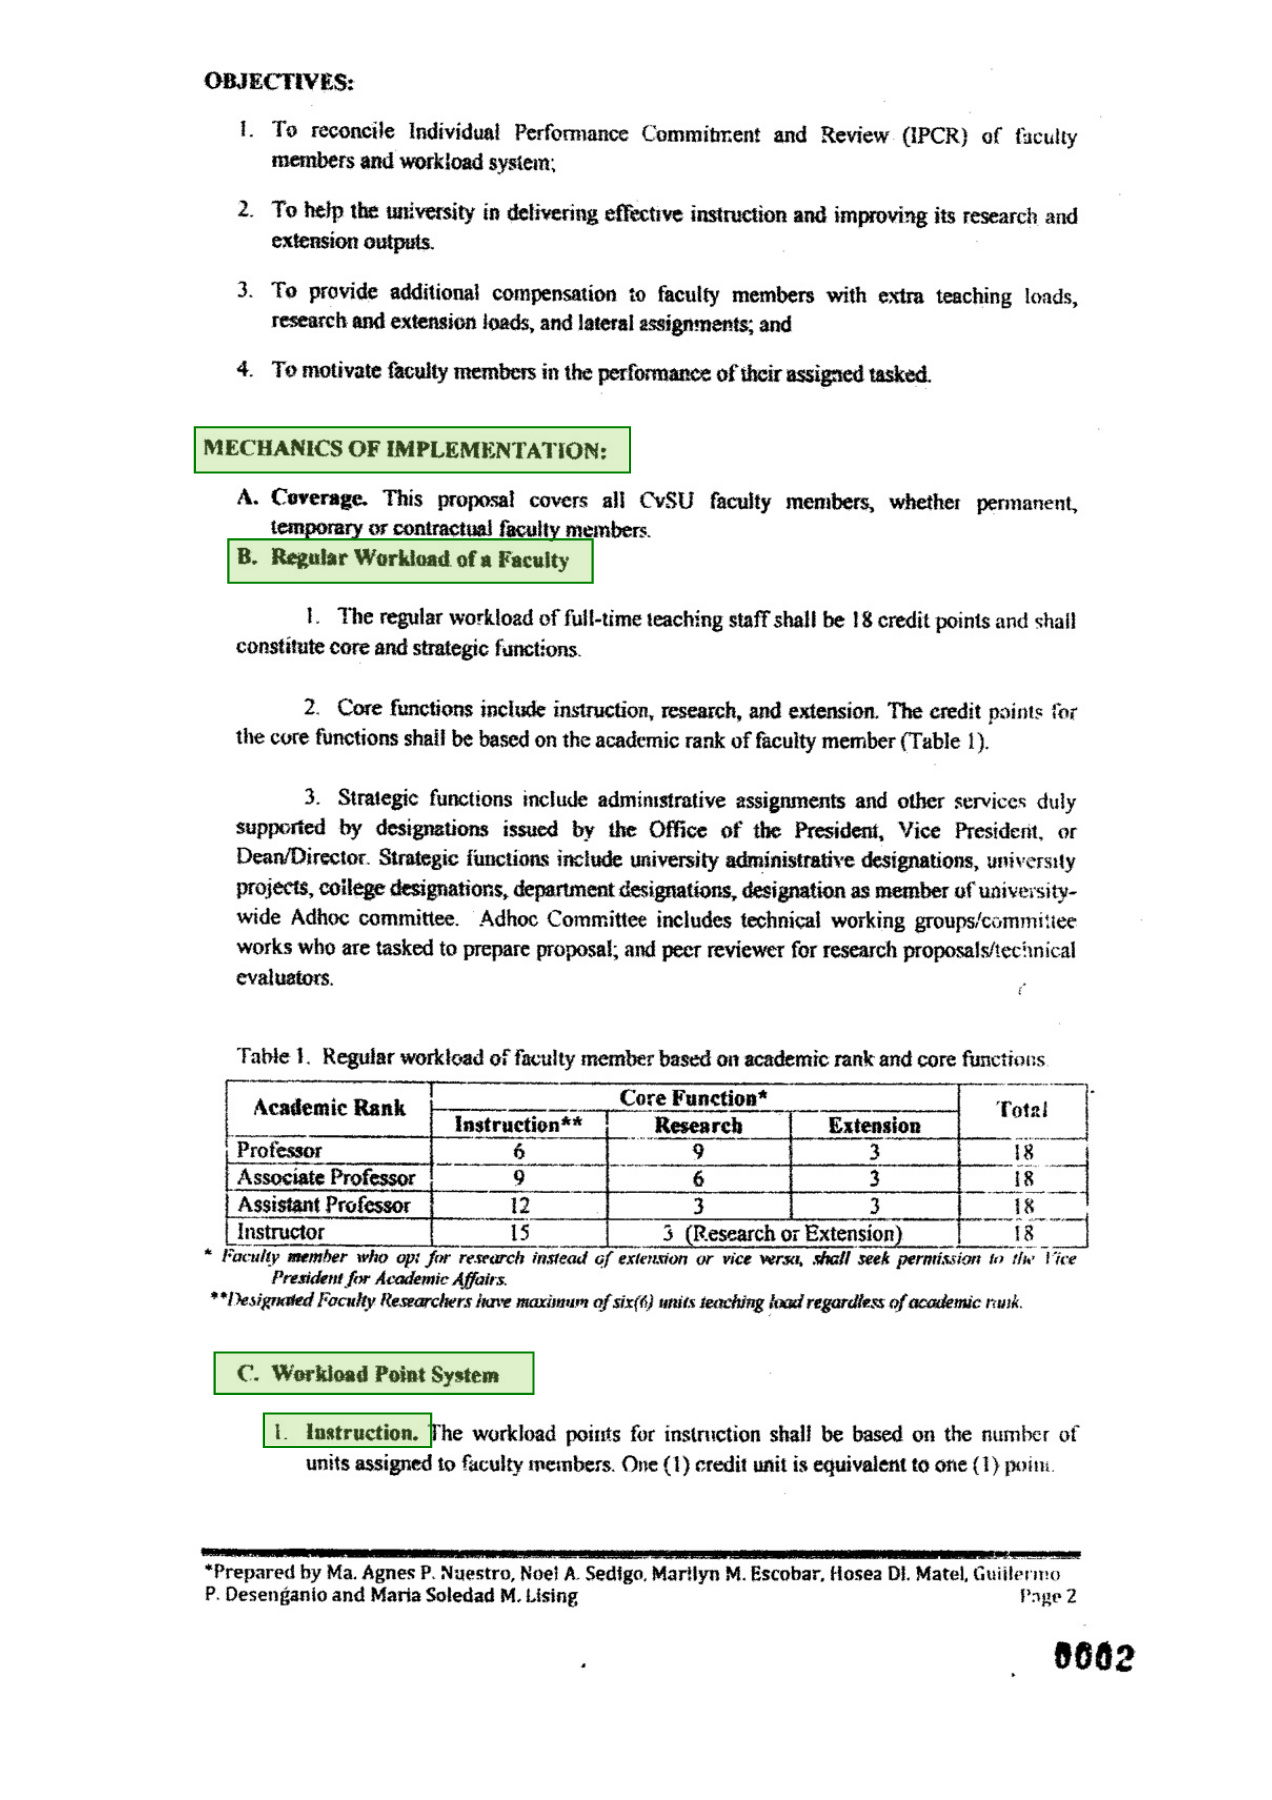 OBJECTIVES:
1. To reconcile Individual Performance Commitment and Review (IPCR) of faculty
members and workload system;
2. To help the university in delivering effective instruction and improving its research and
extension outputs.
3. To provide additional compensation to faculty members with extra teaching loads,
research and extension loads, and lateral assignments; and
4. To motivate faculty members in the performance of their assigned tasked.
MECHANICS OF IMPLEMENTATION:
A. Coverage. This proposal covers all CvSU faculty members, whether permanent,
temporary or contractual faculty members.
B. Regular Workload of a Faculty
1. The regular workload of full-time teaching staff shall be 18 credit points and shall
constitute core and strategic functions.
2. Core functions include instruction, research, and extension. The credit points for
the core functions shall be based on the academic rank of faculty member (Table 1).
3. Strategic functions include administrative assignments and other services duly
supported by designations issued by the Office of the President, Vice President, or
Dean/Director. Strategic functions include university administrative designations, university
projects, college designations, department designations, designation as member of university-
wide Adhoc committee. Adhoc Committee includes technical working groups/committee
works who are tasked to prepare proposal; and peer reviewer for research proposals/technical
evaluators.
Table 1. Regular workload of faculty member based on academic rank and core functions
Academic Rank Core Function* Total
Instruction** Research Extension
Professor 6 9 3 18
Associate Professor 9 6 3 18
Assistant Professor 12 3 3 18
Instructor 15 3 (Research or Extension) 18
* Faculty member who opt for research instead of extension or vice versa, shall seek permission to the Vice
President for Academic Affairs.
**Designated Faculty Researchers have maximum of six(6) units teaching load regardless of academic rank.
C. Workload Point System
1. Instruction. The workload points for instruction shall be based on the number of
units assigned to faculty members. One (1) credit unit is equivalent to one (1) point.
*Prepared by Ma. Agnes P. Nuestro, Noel A. Sedigo, Marilyn M. Escobar, Hosea Dl. Matel, Guillermo
P. Desengaño and Maria Soledad M. Lising Page 2
0002